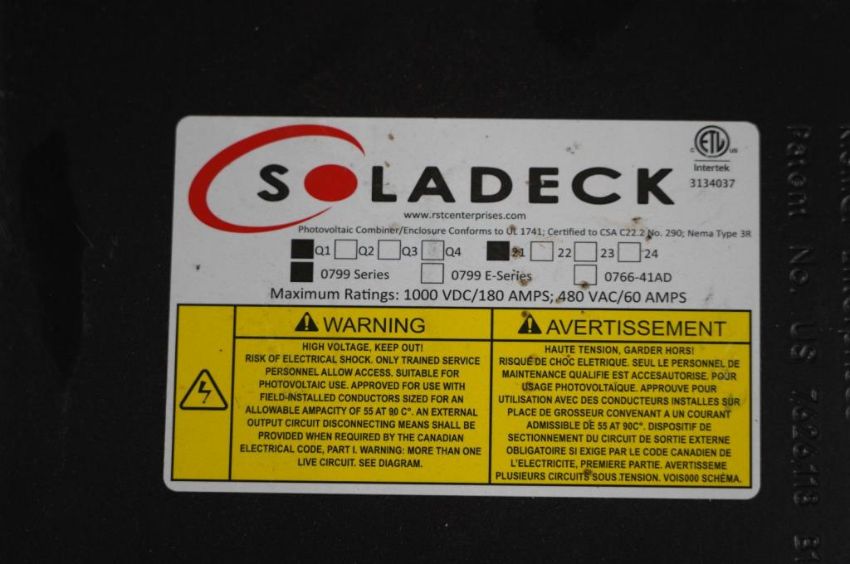 SOLADECK
www.rstcenterprises.com
ETL
C US
Intertek
3134037
Photovoltaic Combiner/Enclosure Conforms to UL 1741; Certified to CSA C22.2 No. 290; Nema Type 3R
Q1 Q2 Q3 Q4 21 22 23 24
0799 Series 0799 E-Series 0766-41AD
Maximum Ratings: 1000 VDC/180 AMPS; 480 VAC/60 AMPS
WARNING
HIGH VOLTAGE, KEEP OUT!
RISK OF ELECTRICAL SHOCK. ONLY TRAINED SERVICE
PERSONNEL ALLOW ACCESS. SUITABLE FOR
PHOTOVOLTAIC USE. APPROVED FOR USE WITH
FIELD-INSTALLED CONDUCTORS SIZED FOR AN
ALLOWABLE AMPACITY OF 55 AT 90 C°. AN EXTERNAL
OUTPUT CIRCUIT DISCONNECTING MEANS SHALL BE
PROVIDED WHEN REQUIRED BY THE CANADIAN
ELECTRICAL CODE, PART I. WARNING: MORE THAN ONE
LIVE CIRCUIT. SEE DIAGRAM.
AVERTISSEMENT
HAUTE TENSION, GARDER HORS!
RISQUE DE CHOC ELETRIQUE. SEUL LE PERSONNEL DE
MAINTENANCE QUALIFIE EST ACCESAUTORISE. POUR
USAGE PHOTOVOLTAÏQUE. APPROUVE POUR
UTILISATION AVEC DES CONDUCTEURS INSTALLES SUR
PLACE DE GROSSEUR CONVENANT A UN COURANT
ADMISSIBLE DE 55 AT 90C°. DISPOSITIF DE
SECTIONNEMENT DU CIRCUIT DE SORTIE EXTERNE
OBLIGATOIRE SI EXIGE PAR LE CODE CANADIEN DE
L'ELECTRICITE, PREMIERE PARTIE. AVERTISSEME
PLUSIEURS CIRCUITS SOUS TENSION. VOIS000 SCHÉMA.
Patent No. US 7626118 B1